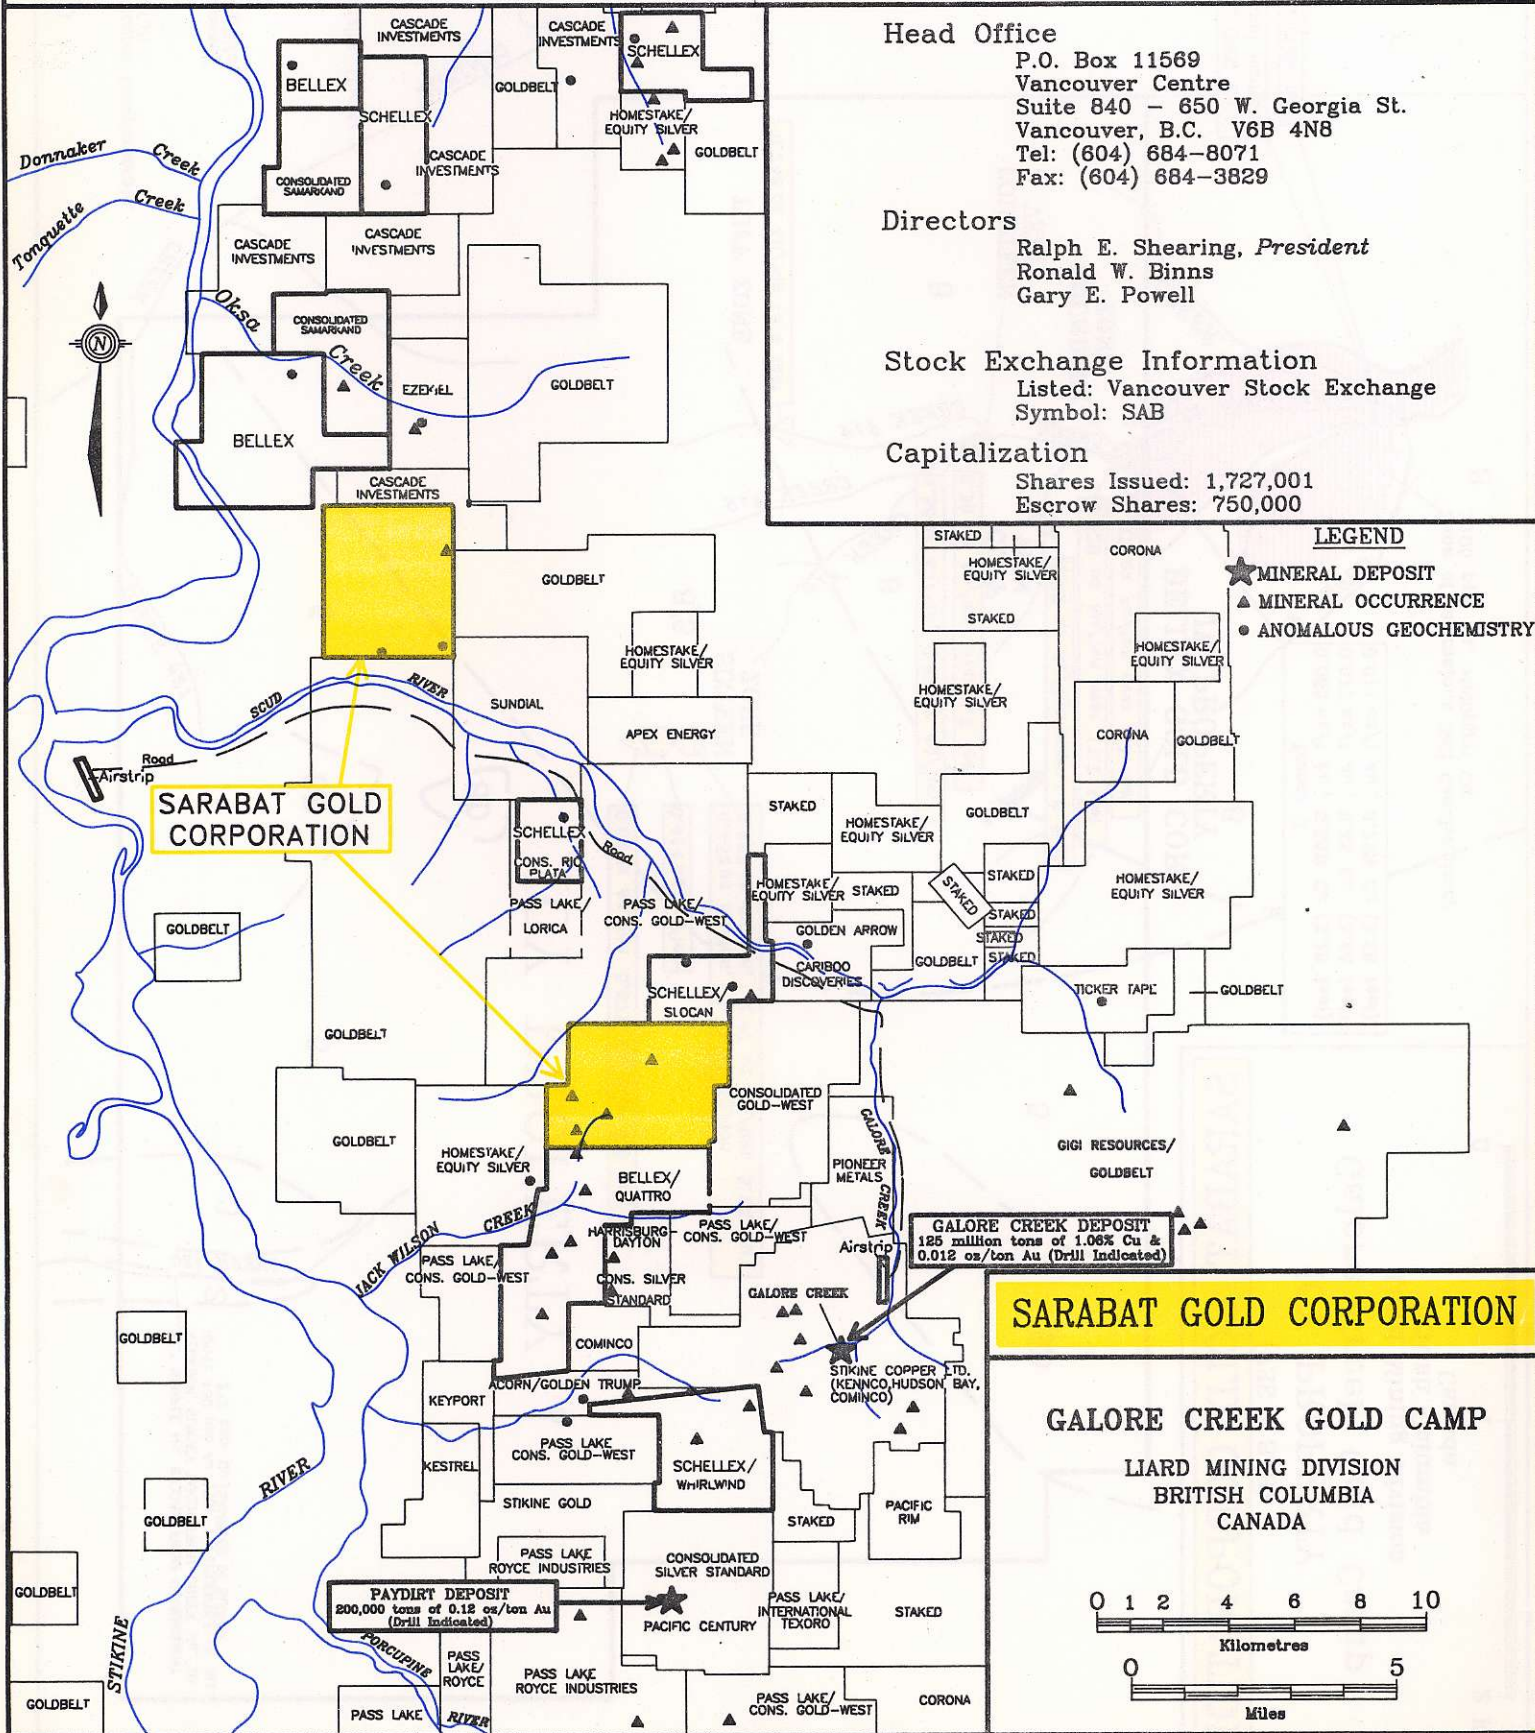 Head Office
P.O. Box 11569
Vancouver Centre
Suite 840 – 650 W. Georgia St.
Vancouver, B.C. V6B 4N8
Tel: (604) 684–8071
Fax: (604) 684–3829
Directors
Ralph E. Shearing, President
Ronald W. Binns
Gary E. Powell
Stock Exchange Information
Listed: Vancouver Stock Exchange
Symbol: SAB
Capitalization
Shares Issued: 1,727,001
Escrow Shares: 750,000
LEGEND
MINERAL DEPOSIT
MINERAL OCCURRENCE
ANOMALOUS GEOCHEMISTRY
CASCADE
INVESTMENTS
CASCADE
INVESTMENTS
SCHELLEX
BELLEX
GOLDBELT
SCHELLEX
HOMESTAKE/
EQUITY SILVER
GOLDBELT
Donnaker Creek
CASCADE
INVESTMENTS
CONSOLIDATED
SAMARKAND
Tonquette Creek
CASCADE
INVESTMENTS
CASCADE
INVESTMENTS
N
Oksa Creek
CONSOLIDATED
SAMARKAND
EZEKIEL
GOLDBELT
BELLEX
CASCADE
INVESTMENTS
GOLDBELT
STAKED
HOMESTAKE/
EQUITY SILVER
STAKED
CORONA
HOMESTAKE/
EQUITY SILVER
HOMESTAKE/
EQUITY SILVER
HOMESTAKE/
EQUITY SILVER
SCUD RIVER
SUNDIAL
APEX ENERGY
CORONA
GOLDBELT
Road
Airstrip
SARABAT GOLD
CORPORATION
SCHELLEX
CONS. RIO
PLATA
Road
STAKED
HOMESTAKE/
EQUITY SILVER
GOLDBELT
HOMESTAKE/
EQUITY SILVER
STAKED
STAKED
STAKED
HOMESTAKE/
EQUITY SILVER
PASS LAKE/
LORICA
PASS LAKE/
CONS. GOLD–WEST
GOLDEN ARROW
STAKED
STAKED
STAKED
GOLDBELT
GOLDBELT
CARIBOO
DISCOVERIES
SCHELLEX/
SLOCAN
TICKER TAPE
GOLDBELT
GOLDBELT
CONSOLIDATED
GOLD–WEST
GALORE CREEK
GOLDBELT
HOMESTAKE/
EQUITY SILVER
PIONEER
METALS
GIGI RESOURCES/
GOLDBELT
BELLEX/
QUATTRO
JACK WILSON CREEK
HARRISBURG–
DAYTON
PASS LAKE/
CONS. GOLD–WEST
Airstrip
GALORE CREEK DEPOSIT
125 million tons of 1.06% Cu &
0.012 oz/ton Au (Drill Indicated)
PASS LAKE/
CONS. GOLD–WEST
CONS. SILVER
STANDARD
GALORE CREEK
GOLDBELT
COMINCO
STIKINE COPPER LTD.
(KENNCO,HUDSON BAY,
COMINCO)
ACORN/GOLDEN TRUMP
KEYPORT
PASS LAKE
CONS. GOLD–WEST
KESTREL
SCHELLEX/
WHIRLWIND
STIKINE GOLD
PACIFIC
RIM
STAKED
GOLDBELT
STIKINE RIVER
PASS LAKE
ROYCE INDUSTRIES
CONSOLIDATED
SILVER STANDARD
GOLDBELT
PAYDIRT DEPOSIT
200,000 tons of 0.12 oz/ton Au
(Drill Indicated)
PACIFIC CENTURY
PASS LAKE/
INTERNATIONAL
TEXORO
STAKED
PORCUPINE RIVER
PASS
LAKE/
ROYCE
PASS LAKE
ROYCE INDUSTRIES
GOLDBELT
PASS LAKE
PASS LAKE/
CONS. GOLD–WEST
CORONA
SARABAT GOLD CORPORATION
GALORE CREEK GOLD CAMP
LIARD MINING DIVISION
BRITISH COLUMBIA
CANADA
0 1 2 4 6 8 10
Kilometres
0 5
Miles